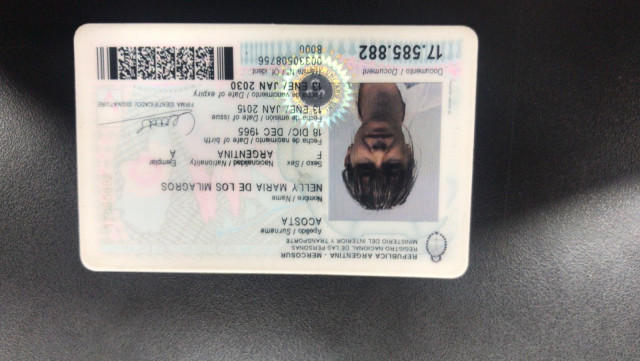 REPUBLICA ARGENTINA - MERCOSUR
REGISTRO NACIONAL DE LAS PERSONAS
MINISTERIO DEL INTERIOR Y TRANSPORTE
Apellido / Surname
ACOSTA
Nombre / Name
NELLY MARIA DE LOS MILAGROS
Sexo / Sex Nacionalidad / Nationality Ejemplar
F ARGENTINA A
Fecha de nacimiento / Date of birth
18 DIC/ DEC 1965
Fecha de emisión / Date of issue
13 ENE/ JAN 2015
Fecha de vencimiento / Date of expiry
13 ENE/ JAN 2030
FIRMA IDENTIFICADO/ SIGNATURE
Documento / Document
17.585.882
Trámite Nº / Of. ident
00330508756
8000